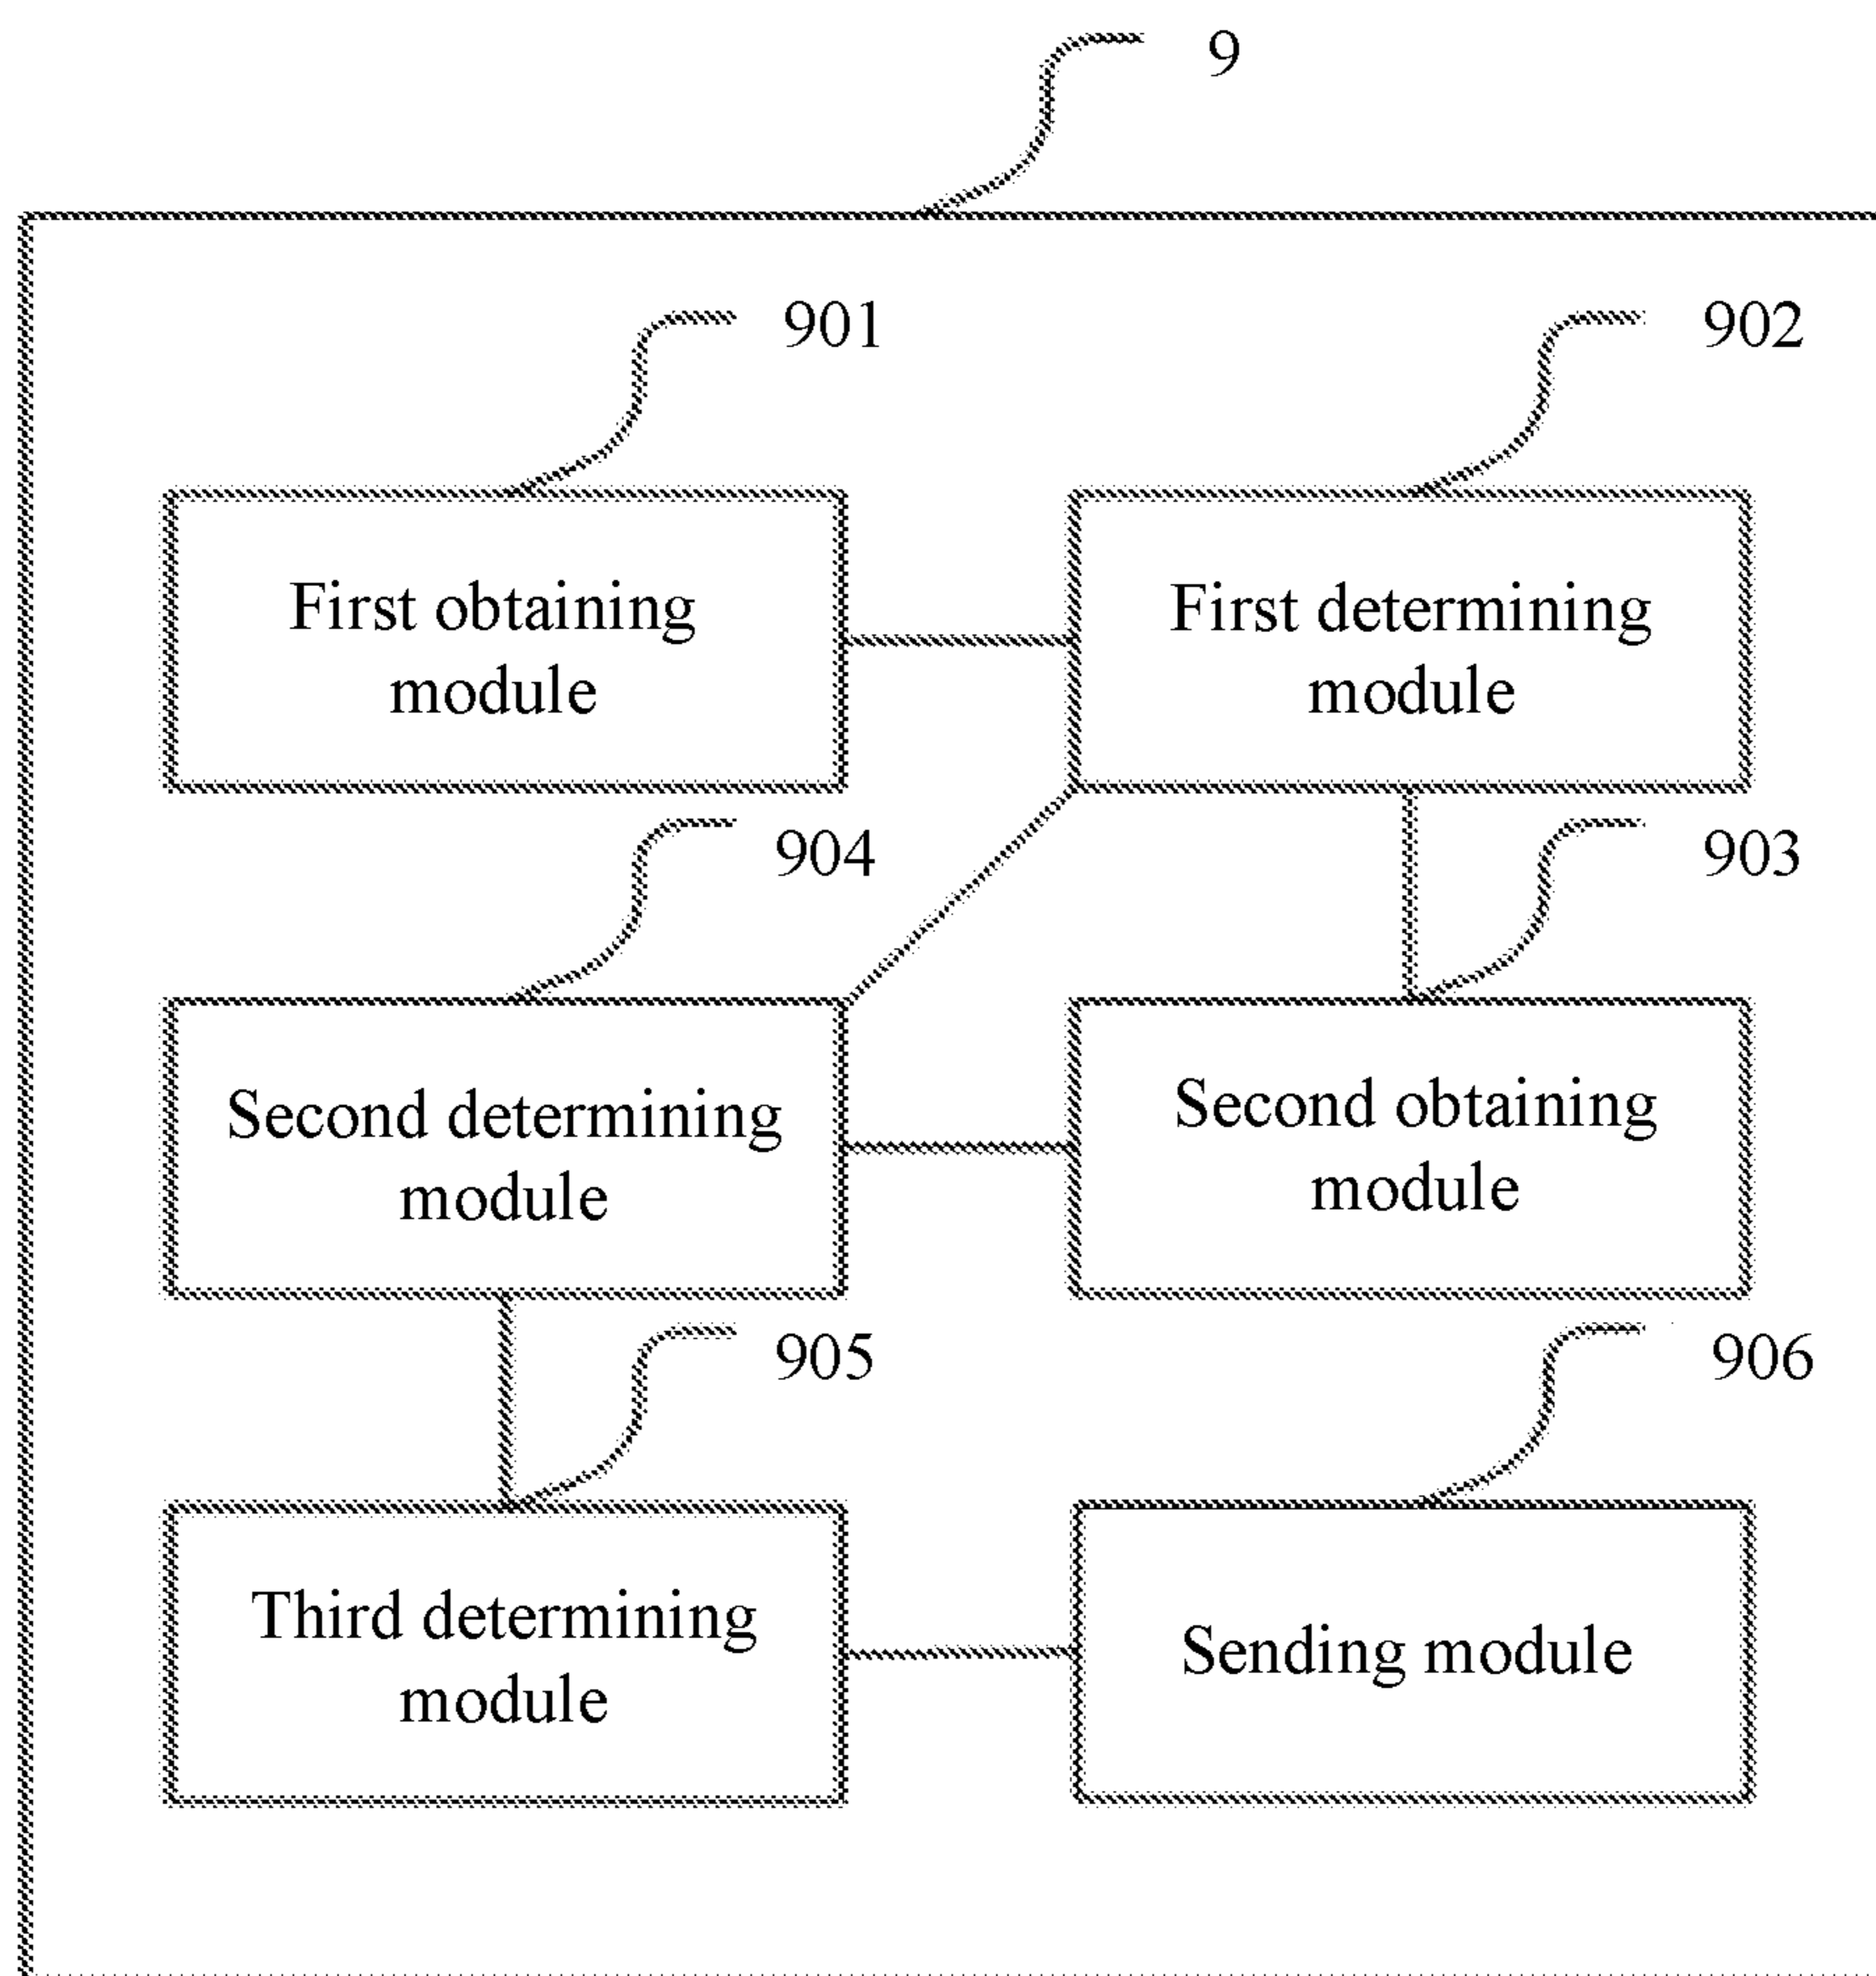 9
901
902
First obtaining
module
First determining
module
904
903
Second determining
module
Second obtaining
module
905
906
Third determining
module
Sending module